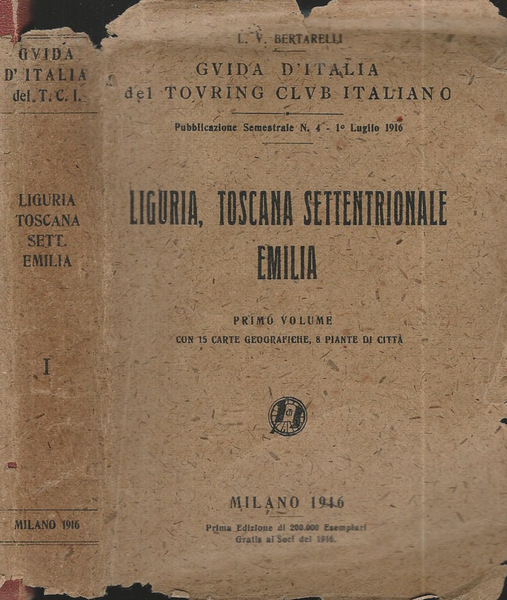 GVIDA
D'ITALIA
del. T. C. I.
LIGURIA
TOSCANA
SETT.
EMILIA
I
MILANO 1916
L. V. BERTARELLI
GVIDA D'ITALIA
del TOVRING CLVB ITALIANO
Pubblicazione Semestrale N. 4 - 1º Luglio 1916
LIGURIA, TOSCANA SETTENTRIONALE
EMILIA
PRIMO VOLUME
CON 15 CARTE GEOGRAFICHE, 8 PIANTE DI CITTÀ
MILANO 1916
Prima Edizione di 200.000 Esemplari
Gratis ai Soci del 1916.